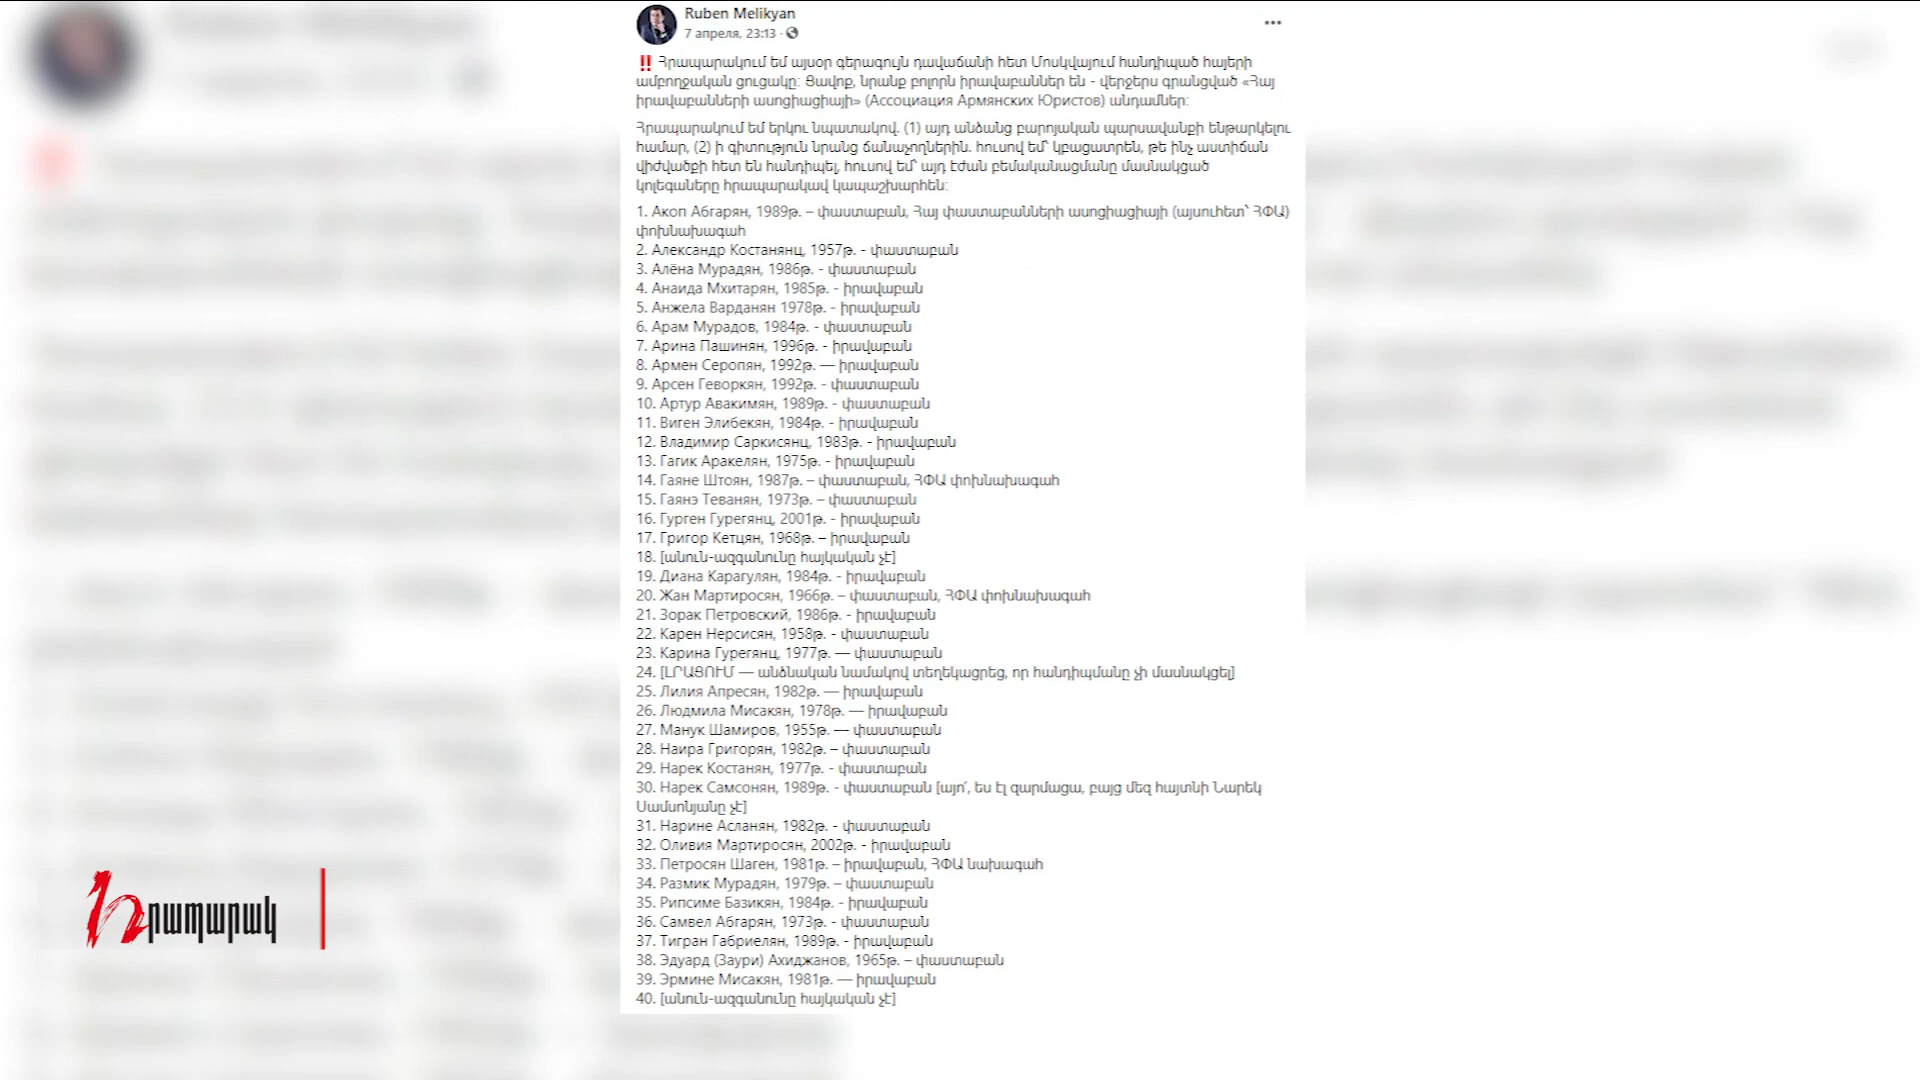 Ruben Melikyan
7 апреля, 23:13
‼ Հրապարակում եմ այսօր գերագույն դավաճանի հետ Մոսկվայում հանդիպած հայերի
ամբողջական ցուցակը։ Ցավոք, նրանք բոլորն իրավաբաններ են - վերջերս գրանցված «Հայ
իրավաբանների ասոցիացիայի» (Ассоциация Армянских Юристов) անդամներ։
Հրապարակում եմ երկու նպատակով. (1) այդ անձանց բարոյական պարսավանքի ենթարկելու
համար, (2) ի գիտություն նրանց ճանաչողներին. հուսով եմ՝ կբացատրեն, թե ինչ աստիճան
վիժվածքի հետ են հանդիպել, հուսով եմ՝ այդ էժան բեմականացմանը մասնակցած
կոլեգաները հրապարակավ կապաշխարհեն։
1. Акоп Абгарян, 1989թ. – փաստաբան, Հայ փաստաբանների ասոցիացիայի (այսուհետ՝ ՀՓԱ)
փոխնախագահ
2. Александр Костанянц, 1957թ. - փաստաբան
3. Алёна Мурадян, 1986թ. - փաստաբան
4. Анаида Мхитарян, 1985թ. - իրավաբան
5. Анжела Варданян 1978թ. - իրավաբան
6. Арам Мурадов, 1984թ. - փաստաբան
7. Арина Пашинян, 1996թ. - իրավաբան
8. Армен Серопян, 1992թ. — իրավաբան
9. Арсен Геворкян, 1992թ. - փաստաբան
10. Артур Авакимян, 1989թ. - փաստաբան
11. Виген Элибекян, 1984թ. - իրավաբան
12. Владимир Саркисянц, 1983թ. - իրավաբան
13. Гагик Аракелян, 1975թ. - իրավաբան
14. Гаяне Штоян, 1987թ. – փաստաբան, ՀՓԱ փոխնախագահ
15. Гаянэ Теванян, 1973թ. – փաստաբան
16. Гурген Гурегянц, 2001թ. - իրավաբան
17. Григор Кетцян, 1968թ. – իրավաբան
18. [անուն-ազգանունը հայկական չէ]
19. Диана Карагулян, 1984թ. - իրավաբան
20. Жан Мартиросян, 1966թ. – փաստաբան, ՀՓԱ փոխնախագահ
21. Зорак Петровский, 1986թ. - իրավաբան
22. Карен Нерсисян, 1958թ. - փաստաբան
23. Карина Гурегянц, 1977թ. — փաստաբան
24. [ԼՐԱՑՈՒՄ — անձնական նամակով տեղեկացրեց, որ հանդիպմանը չի մասնակցել]
25. Лилия Апресян, 1982թ. — իրավաբան
26. Людмила Мисакян, 1978թ. — իրավաբան
27. Манук Шамиров, 1955թ. — փաստաբան
28. Наира Григорян, 1982թ. – փաստաբան
29. Нарек Костанян, 1977թ. - փաստաբան
30. Нарек Самсонян, 1989թ. - փաստաբան [այո՛, ես էլ զարմացա, բայց մեզ հայտնի Նարեկ
Սամսոնյանը չէ]
31. Нарине Асланян, 1982թ. - փաստաբան
32. Оливия Мартиросян, 2002թ. - իրավաբան
33. Петросян Шаген, 1981թ. – իրավաբան, ՀՓԱ նախագահ
34. Размик Мурадян, 1979թ. – փաստաբան
35. Рипсиме Базикян, 1984թ. - իրավաբան
36. Самвел Абгарян, 1973թ. - փաստաբան
37. Тигран Габриелян, 1989թ. - իրավաբան
38. Эдуард (Заури) Ахиджанов, 1965թ. – փաստաբան
39. Эрмине Мисакян, 1981թ. — իրավաբան
40. [անուն-ազգանունը հայկական չէ]
Հրապարակ